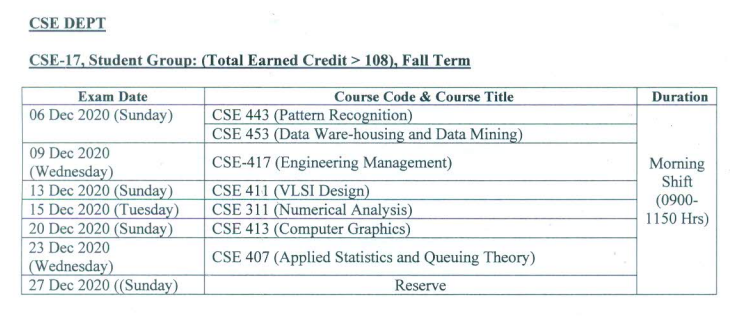 CSE DEPT
CSE-17, Student Group: (Total Earned Credit > 108), Fall Term
Exam Date Course Code & Course Title Duration
06 Dec 2020 (Sunday) CSE 443 (Pattern Recognition)
CSE 453 (Data Ware-housing and Data Mining)
09 Dec 2020
(Wednesday)
CSE-417 (Engineering Management)
13 Dec 2020 (Sunday) CSE 411 (VLSI Design)
15 Dec 2020 (Tuesday) CSE 311 (Numerical Analysis)
20 Dec 2020 (Sunday) CSE 413 (Computer Graphics)
23 Dec 2020
(Wednesday)
CSE 407 (Applied Statistics and Queuing Theory)
27 Dec 2020 ((Sunday) Reserve
Morning
Shift
(0900-
1150 Hrs)